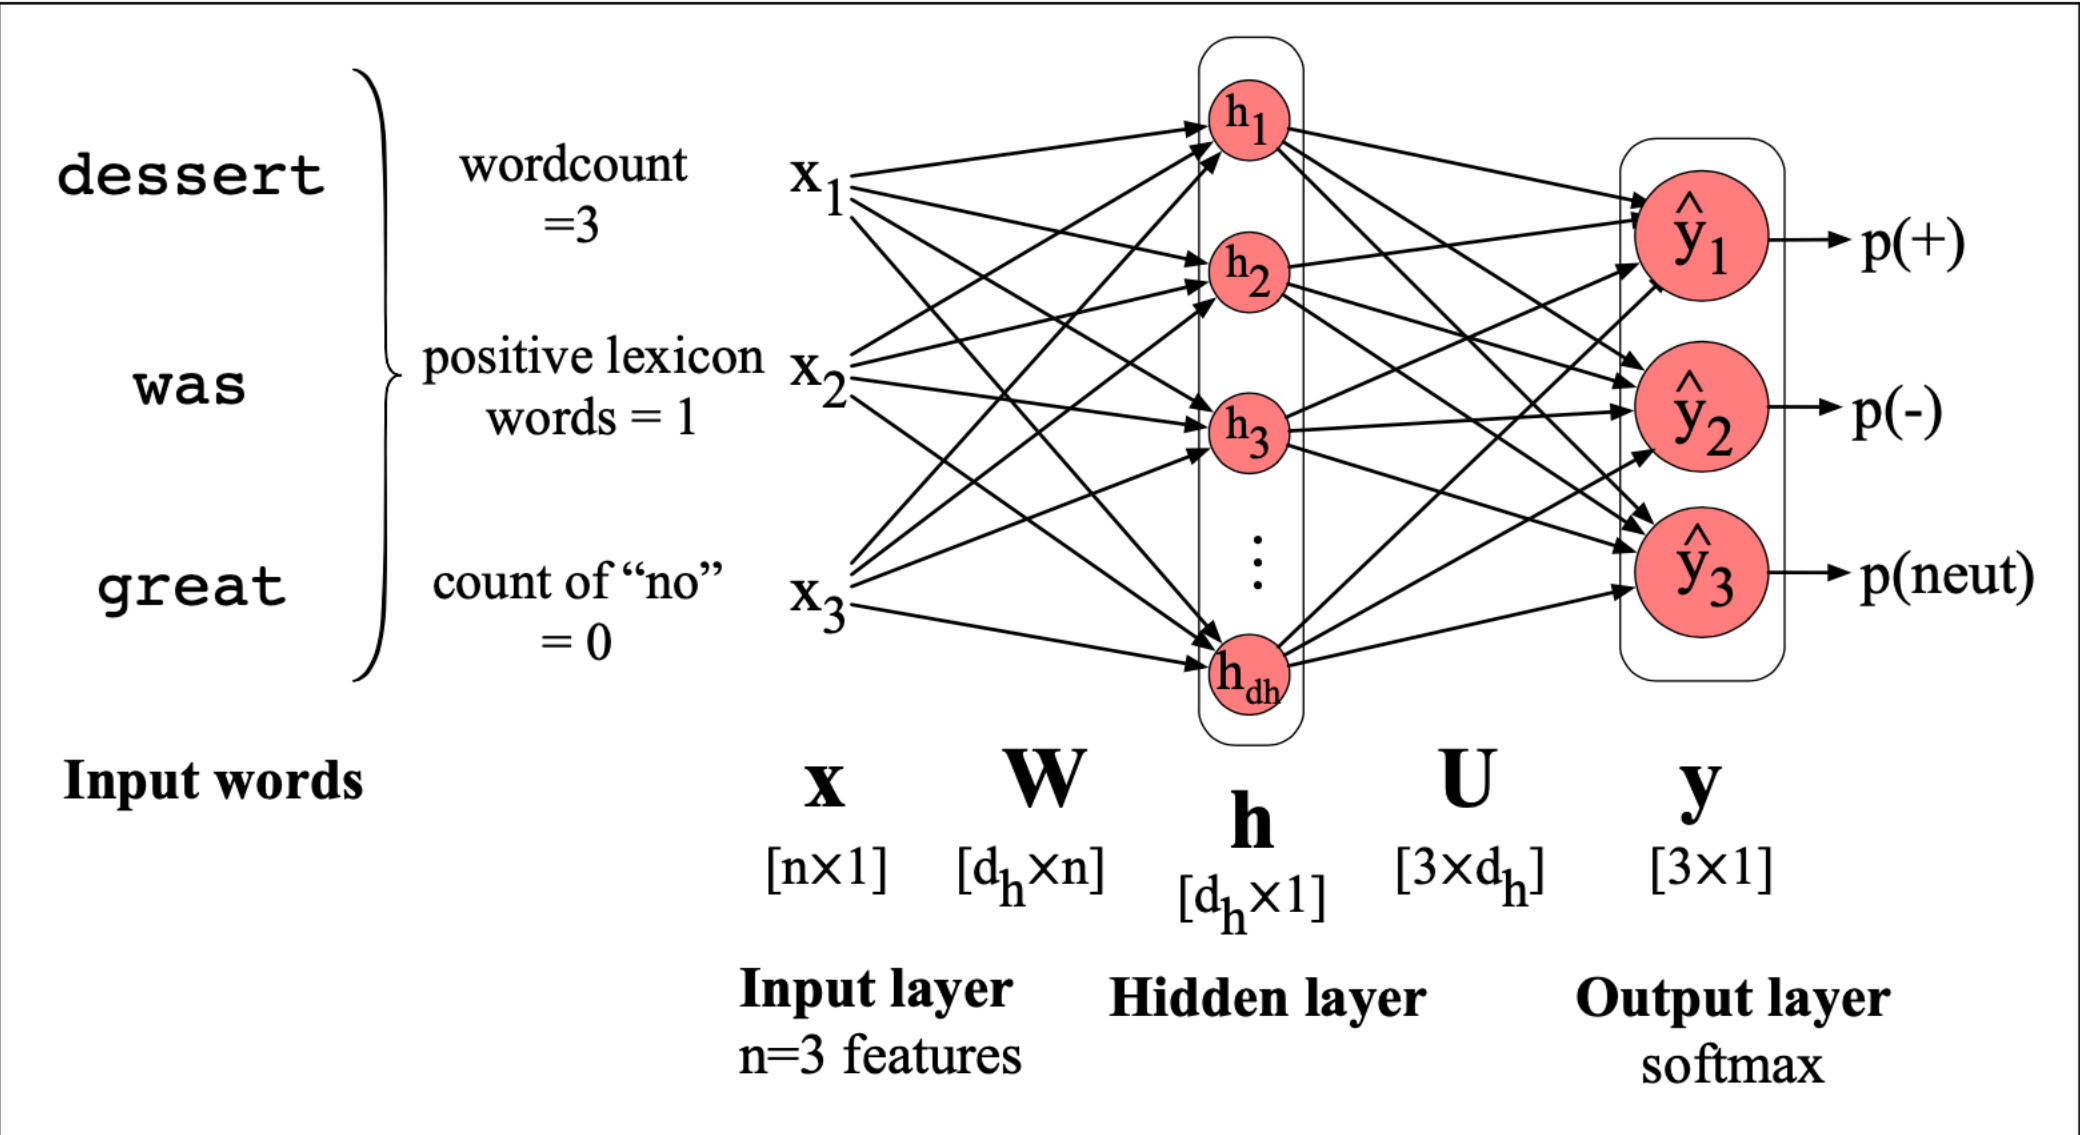 dessert
was
great
Input words
wordcount
=3
positive lexicon
words = 1
count of “no”
= 0
x1
x2
x3
h1
h2
h3
⋮
hdh
ŷ1
ŷ2
ŷ3
p(+)
p(-)
p(neut)
x
[n×1]
W
[dh×n]
h
[dh×1]
U
[3×dh]
y
[3×1]
Input layer
n=3 features
Hidden layer
Output layer
softmax